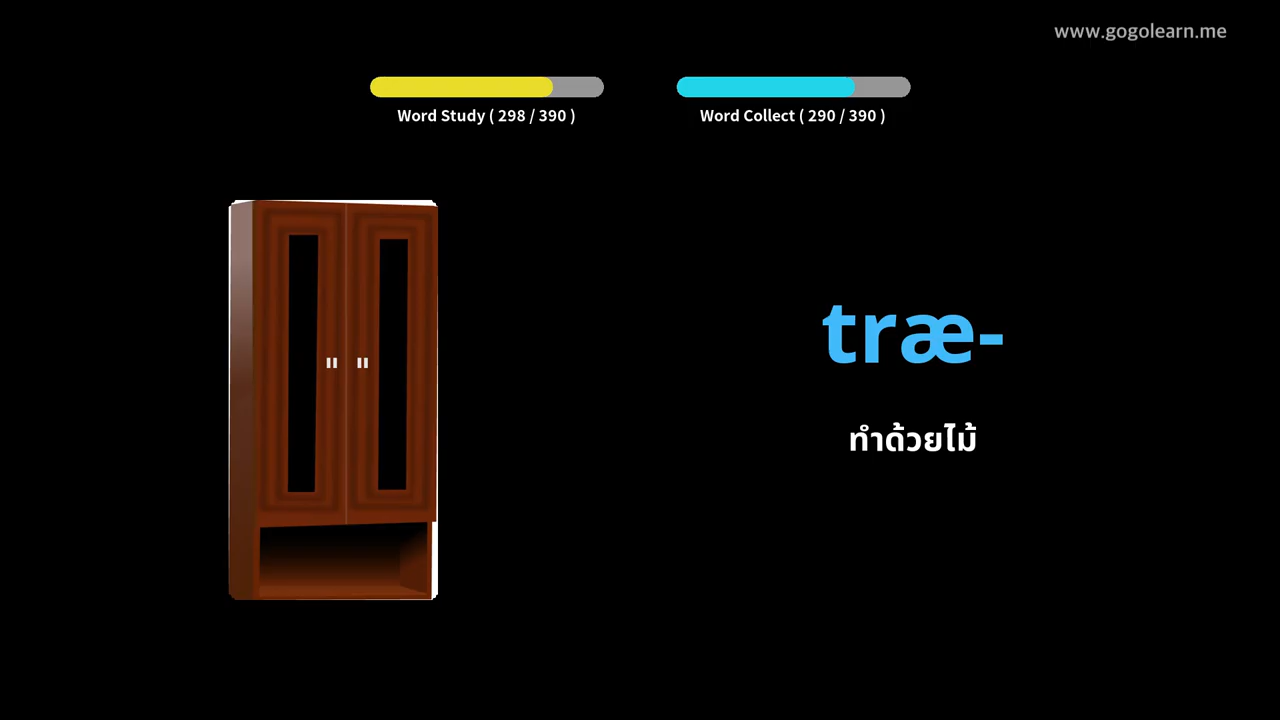 www.gogolearn.me
Word Study ( 298 / 390 )
Word Collect ( 290 / 390 )
træ-
ทำด้วยไม้